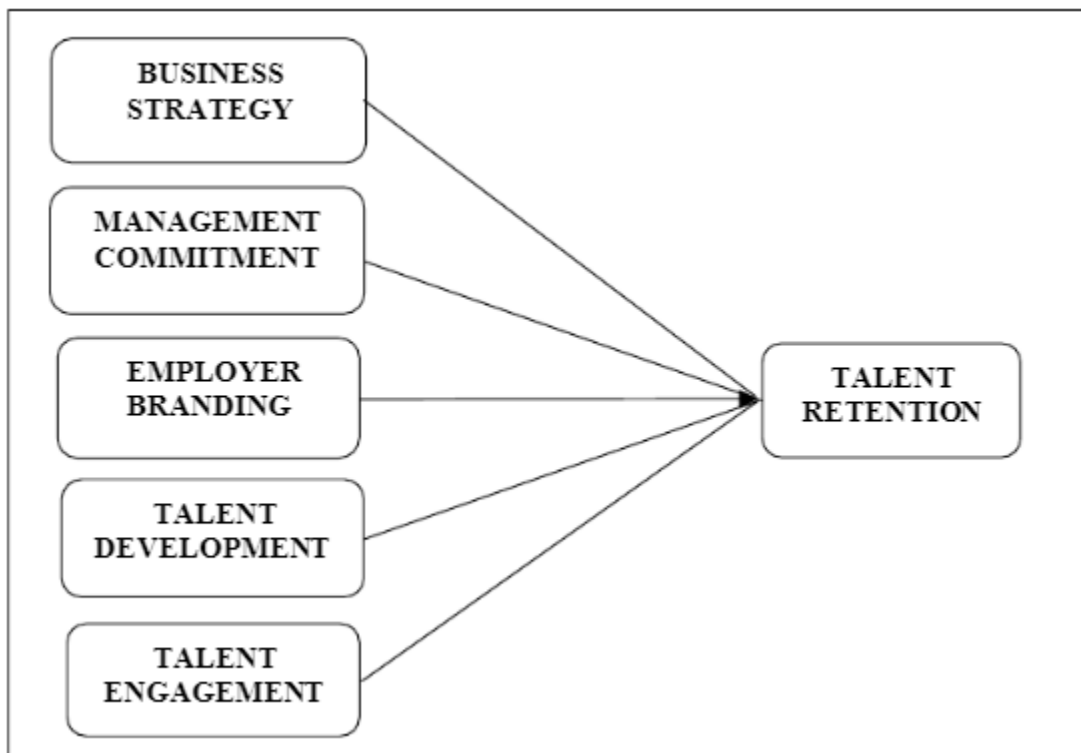 BUSINESS
STRATEGY
MANAGEMENT
COMMITMENT
EMPLOYER
BRANDING
TALENT
DEVELOPMENT
TALENT
ENGAGEMENT
TALENT
RETENTION